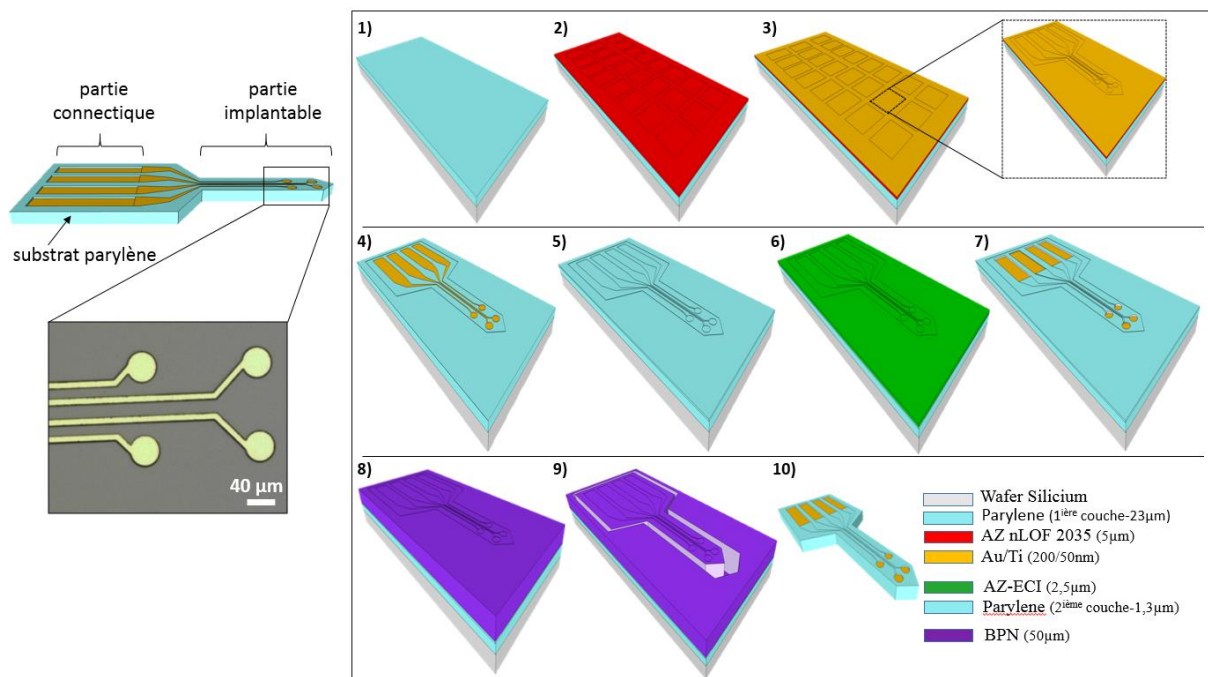 partie
connectique
partie
implantable
substrat parylène
40 µm
1)
2)
3)
4)
5)
6)
7)
8)
9)
10)
Wafer Silicium
Parylene (1ière couche-23µm)
AZ nLOF 2035 (5µm)
Au/Ti (200/50nm)
AZ-ECI (2,5µm)
Parylene (2ième couche-1,3µm)
BPN (50µm)